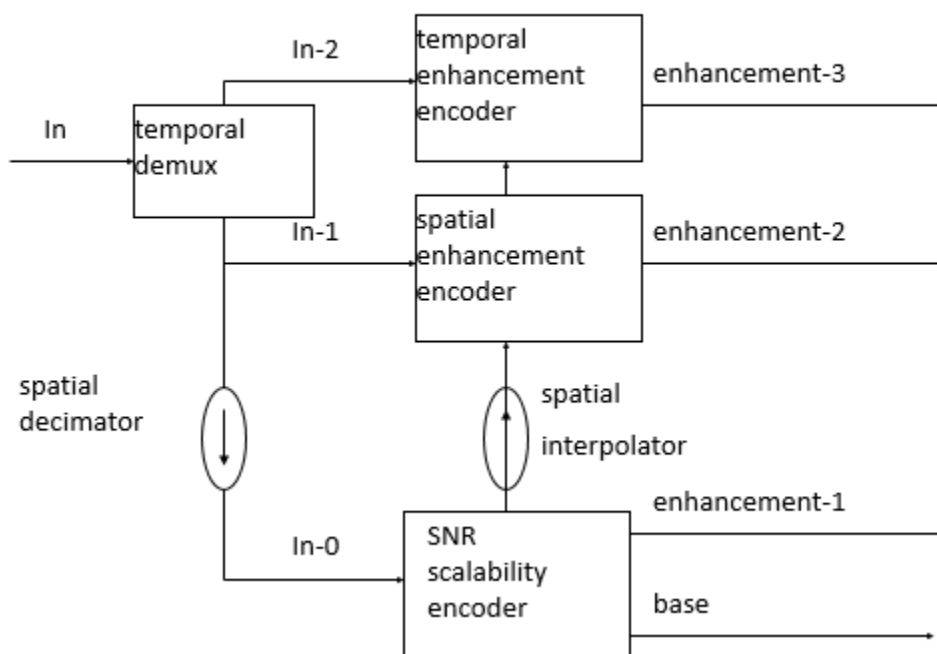 In-2
temporal
enhancement
encoder
enhancement-3
In
temporal
demux
In-1
spatial
enhancement
encoder
enhancement-2
spatial
decimator
spatial
interpolator
enhancement-1
In-0
SNR
scalability
encoder
base